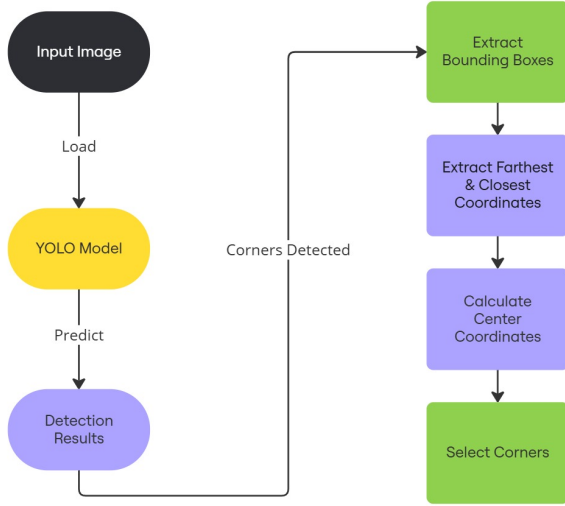 Input Image
Load
YOLO Model
Predict
Detection
Results
Corners Detected
Extract
Bounding Boxes
Extract Farthest
& Closest
Coordinates
Calculate
Center
Coordinates
Select Corners